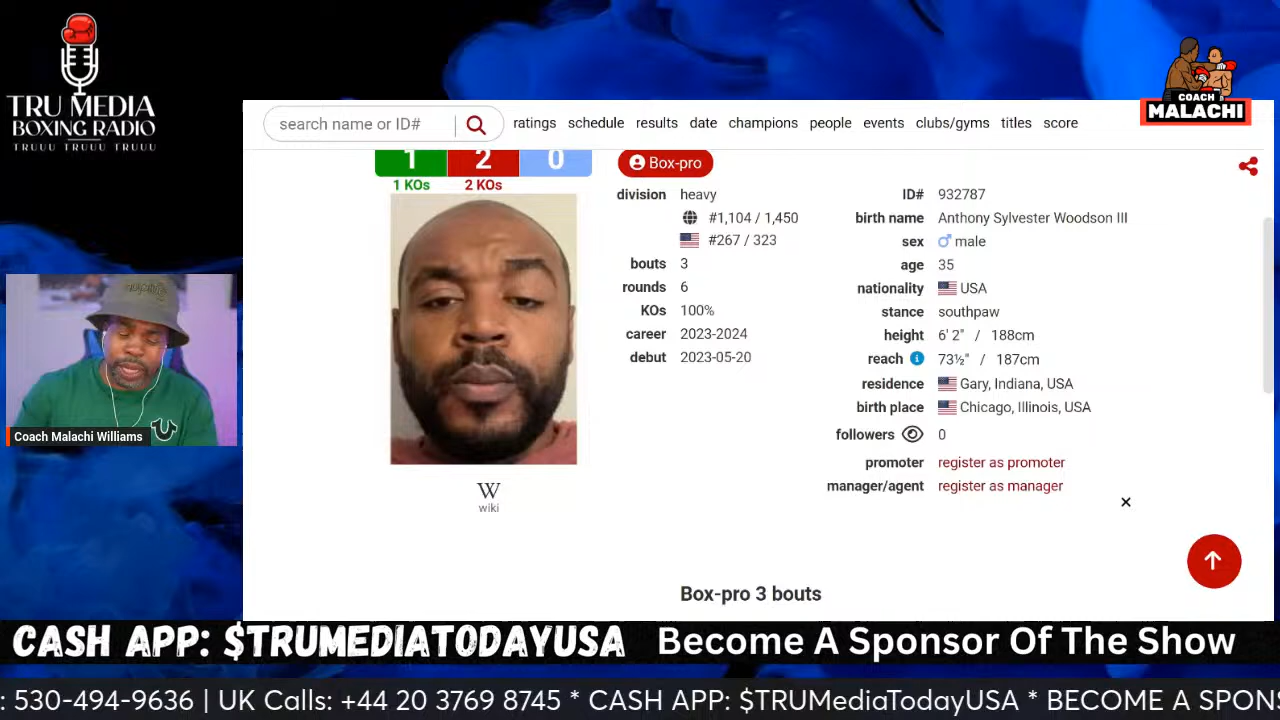 TRU MEDIA
BOXING RADIO
TRUUU TRUUU TRUUU
COACH
MALACHI
search name or ID#
ratings schedule results date champions people events clubs/gyms titles score
1 2 0
1 KOs 2 KOs
Box-pro
division heavy
#1,104 / 1,450
#267 / 323
bouts 3
rounds 6
KOs 100%
career 2023-2024
debut 2023-05-20
ID# 932787
birth name Anthony Sylvester Woodson III
sex male
age 35
nationality USA
stance southpaw
height 6' 2" / 188cm
reach 73½" / 187cm
residence Gary, Indiana, USA
birth place Chicago, Illinois, USA
followers 0
promoter register as promoter
manager/agent register as manager
W
wiki
Coach Malachi Williams
Box-pro 3 bouts
CASH APP: $TRUMEDIATODAYUSA Become A Sponsor Of The Show
: 530-494-9636 | UK Calls: +44 20 3769 8745 * CASH APP: $TRUMediaTodayUSA * BECOME A SPONS